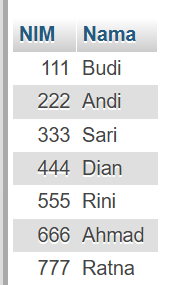 NIM Nama
111 Budi
222 Andi
333 Sari
444 Dian
555 Rini
666 Ahmad
777 Ratna